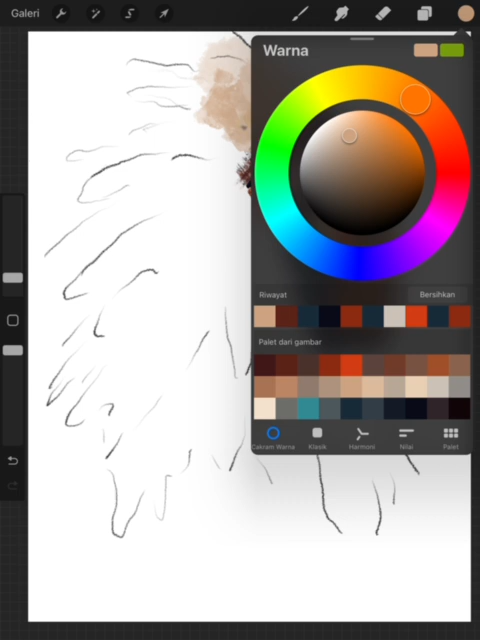 Galeri
Warna
Riwayat
Bersihkan
Palet dari gambar
Cakram Warna
Klasik
Harmoni
Nilai
Palet